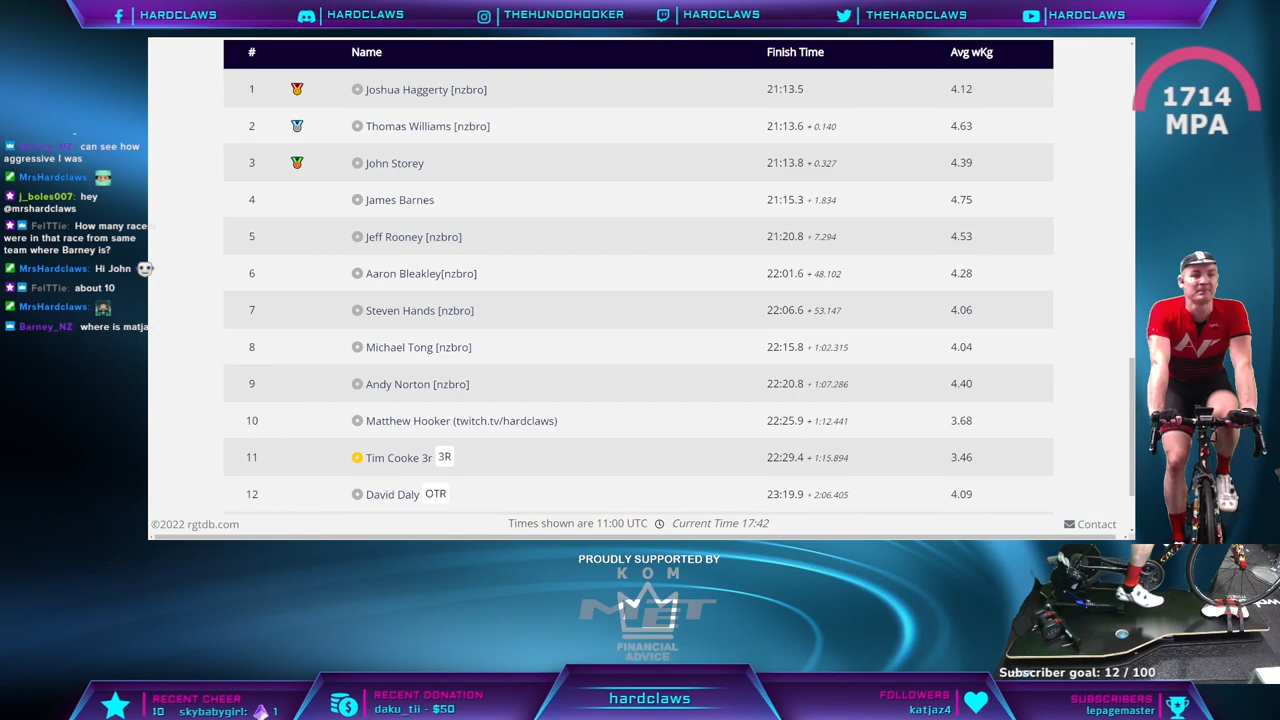 HARDCLAWS HARDCLAWS THEHUNDOHOOKER HARDCLAWS THEHARDCLAWS HARDCLAWS
# Name Finish Time Avg wKg
1 Joshua Haggerty [nzbro] 21:13.5 4.12
2 Thomas Williams [nzbro] 21:13.6 + 0.140 4.63
3 John Storey 21:13.8 + 0.327 4.39
4 James Barnes 21:15.3 + 1.834 4.75
5 Jeff Rooney [nzbro] 21:20.8 + 7.294 4.53
6 Aaron Bleakley[nzbro] 22:01.6 + 48.102 4.28
7 Steven Hands [nzbro] 22:06.6 + 53.147 4.06
8 Michael Tong [nzbro] 22:15.8 + 1:02.315 4.04
9 Andy Norton [nzbro] 22:20.8 + 1:07.286 4.40
10 Matthew Hooker (twitch.tv/hardclaws) 22:25.9 + 1:12.441 3.68
11 Tim Cooke 3r 3R 22:29.4 + 1:15.894 3.46
12 David Daly OTR 23:19.9 + 2:06.405 4.09
©2022 rgtdb.com Times shown are 11:00 UTC Current Time 17:42 Contact
1714
MPA
Barney_NZ can see how
aggressive I was
MrsHardclaws
j_boles007: hey
@mrshardclaws
FelTTie: How many race
were in that race from same
team where Barney is?
MrsHardclaws: Hi John
FelTTie: about 10
MrsHardclaws:
Barney_NZ: where is matja
PROUDLY SUPPORTED BY
KOM
MET
FINANCIAL
ADVICE
Subscriber goal: 12 / 100
RECENT CHEER
10 skybabygirl: 1
RECENT DONATION
daku_tii - $50
hardclaws
FOLLOWERS
katjaz4
SUBSCRIBERS
lepagemaster